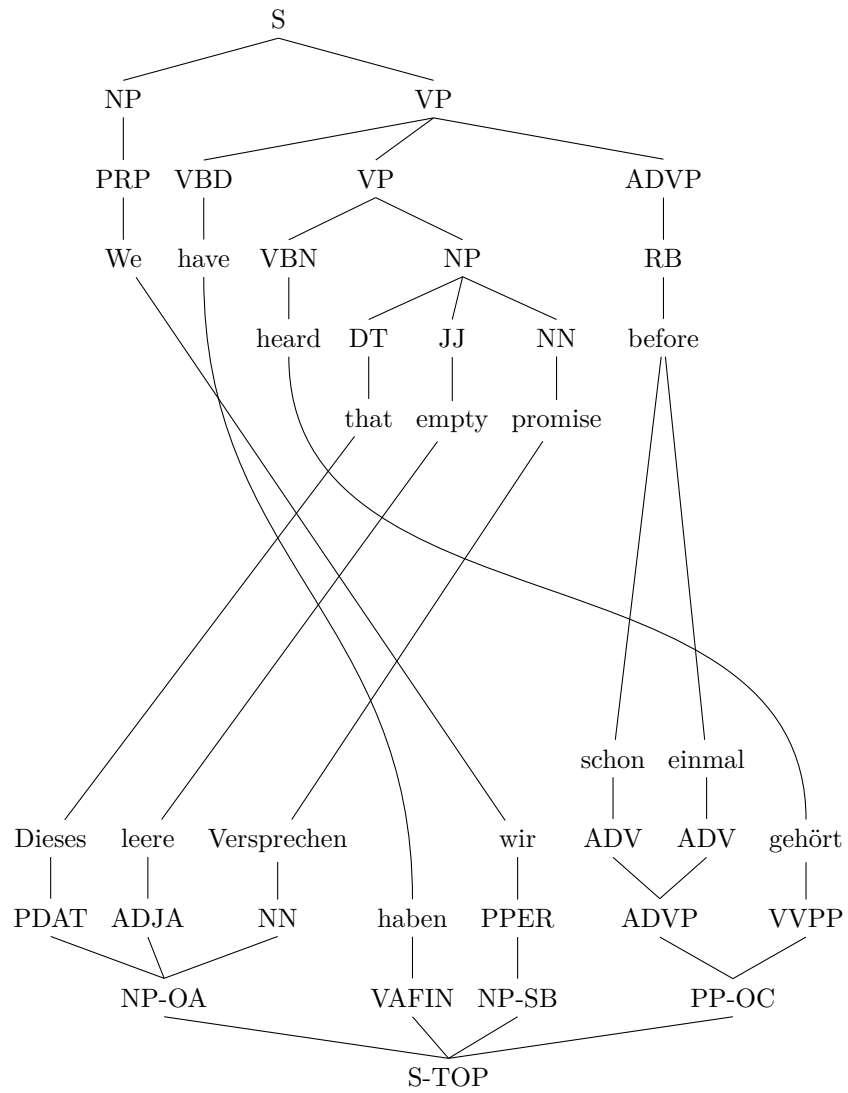 S
NP VP
PRP VBD VP ADVP
We have VBN NP RB
heard DT JJ NN before
that empty promise
schon einmal
Dieses leere Versprechen wir ADV ADV gehört
PDAT ADJA NN haben PPER ADVP VVPP
NP-OA VAFIN NP-SB PP-OC
S-TOP